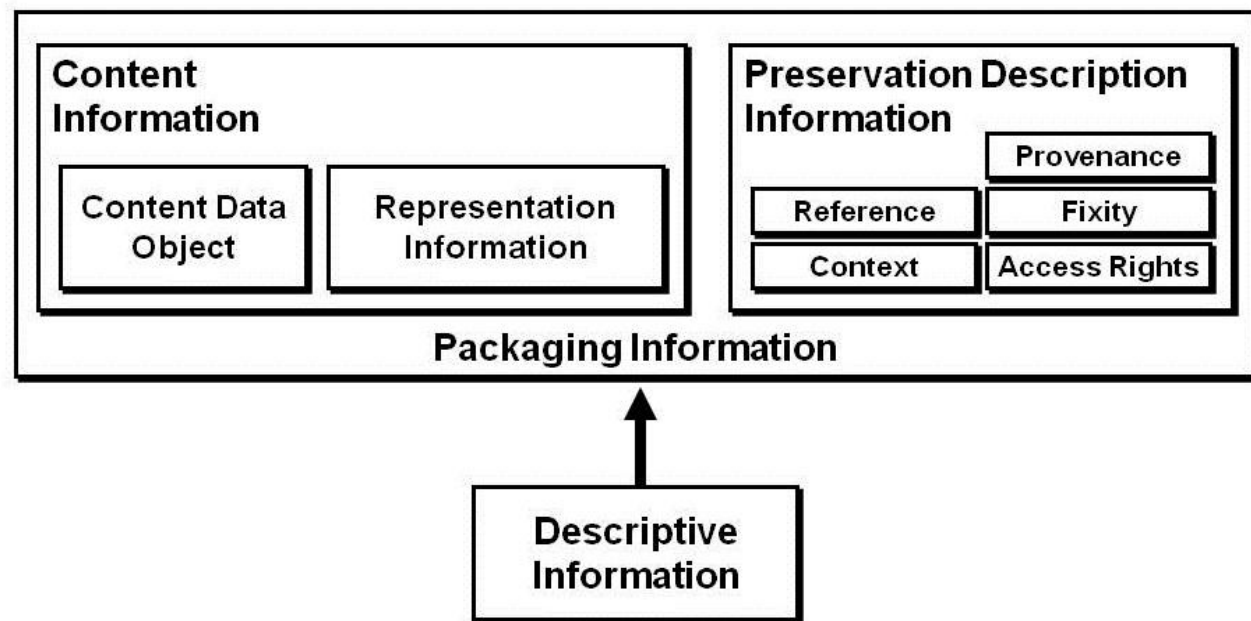 Content
Information
Content Data
Object
Representation
Information
Preservation Description
Information
Provenance
Reference
Fixity
Context
Access Rights
Packaging Information
Descriptive
Information